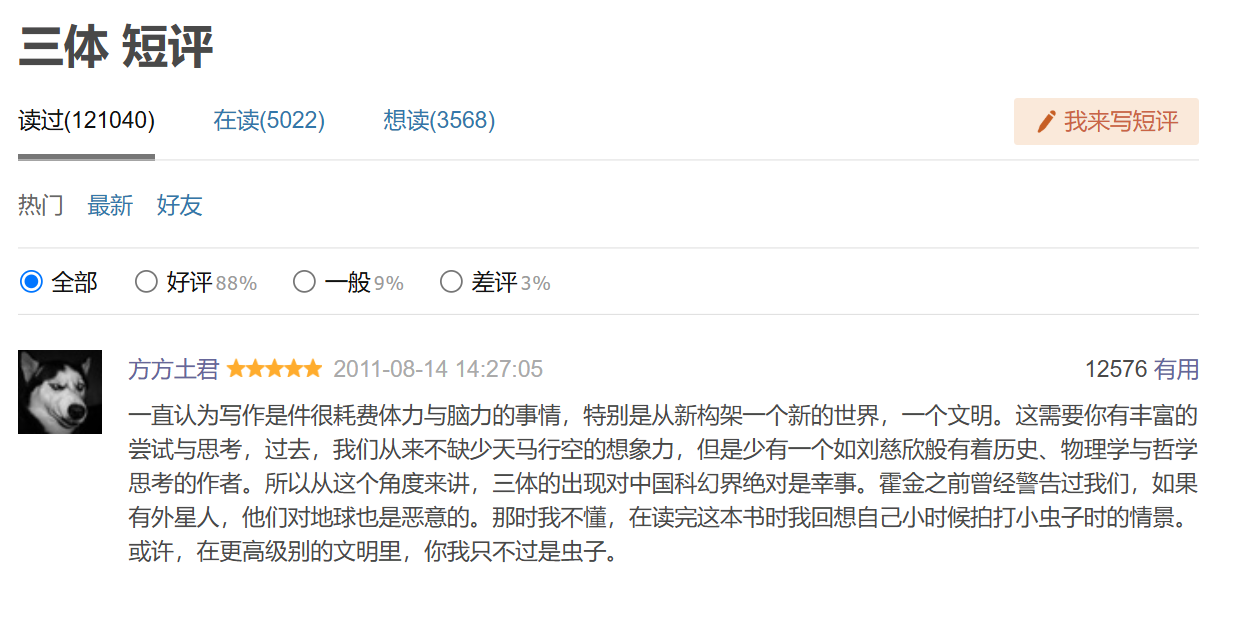 三体 短评
读过(121040) 在读(5022) 想读(3568) 我来写短评
热门 最新 好友
全部 好评 88% 一般 9% 差评 3%
方方土君 2011-08-14 14:27:05 12576 有用
一直认为写作是件很耗费体力与脑力的事情，特别是从新构架一个新的世界，一个文明。这需要你有丰富的
尝试与思考，过去，我们从来不缺少天马行空的想象力，但是少有一个如刘慈欣般有着历史、物理学与哲学
思考的作者。所以从这个角度来讲，三体的出现对中国科幻界绝对是幸事。霍金之前曾经警告过我们，如果
有外星人，他们对地球也是恶意的。那时我不懂，在读完这本书时我回想自己小时候拍打小虫子时的情景。
或许，在更高级别的文明里，你我只不过是虫子。